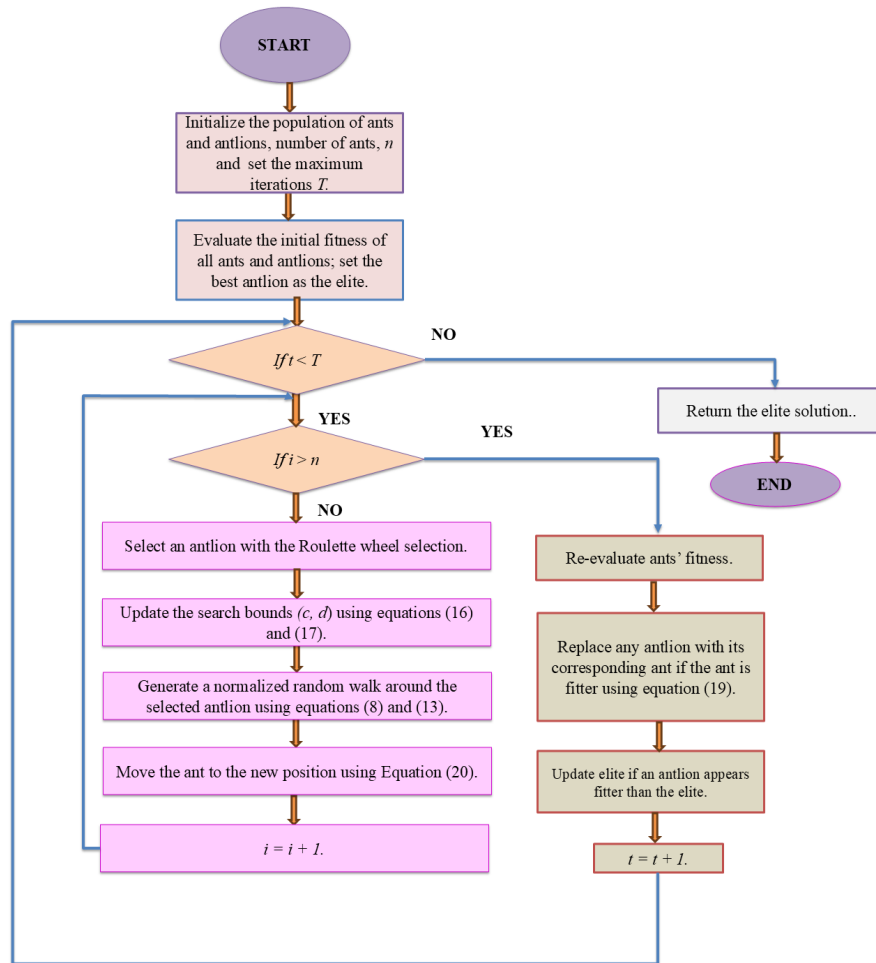 START
Initialize the population of ants
and antlions, number of ants, n
and set the maximum
iterations T.
Evaluate the initial fitness of
all ants and antlions; set the
best antlion as the elite.
If t < T
NO
YES
Return the elite solution..
END
If i > n
YES
NO
Select an antlion with the Roulette wheel selection.
Update the search bounds (c, d) using equations (16)
and (17).
Generate a normalized random walk around the
selected antlion using equations (8) and (13).
Move the ant to the new position using Equation (20).
i = i + 1.
Re-evaluate ants’ fitness.
Replace any antlion with its
corresponding ant if the ant is
fitter using equation (19).
Update elite if an antlion appears
fitter than the elite.
t = t + 1.